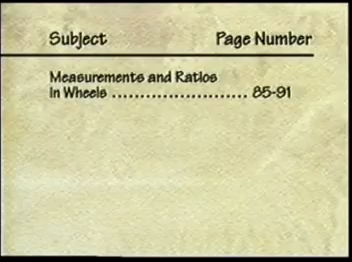 Subject Page Number
Measurements and Ratios
In Wheels ........................ 85-91